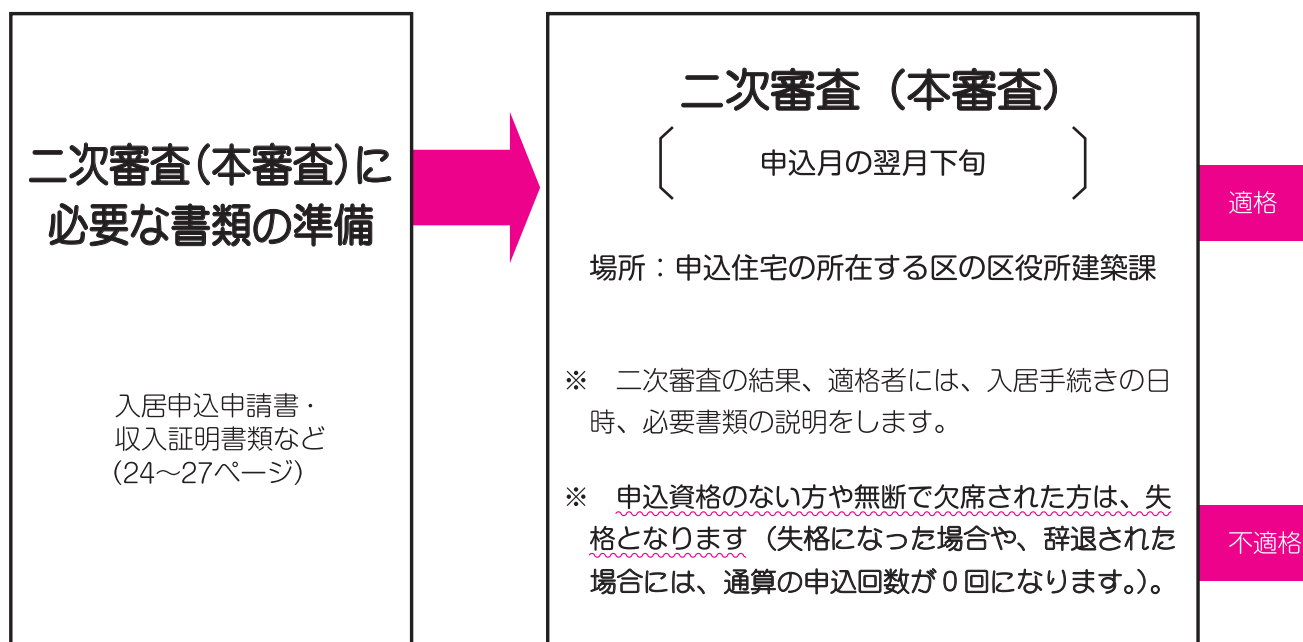 二次審査(本審査)に
必要な書類の準備
入居申込申請書・
収入証明書類など
(24～27ページ)
二次審査（本審査）
申込月の翌月下旬
場所：申込住宅の所在する区の区役所建築課
※　二次審査の結果、適格者には、入居手続きの日
時、必要書類の説明をします。
※　申込資格のない方や無断で欠席された方は、失
格となります（失格になった場合や、辞退された
場合には、通算の申込回数が０回になります。）。
適格
不適格